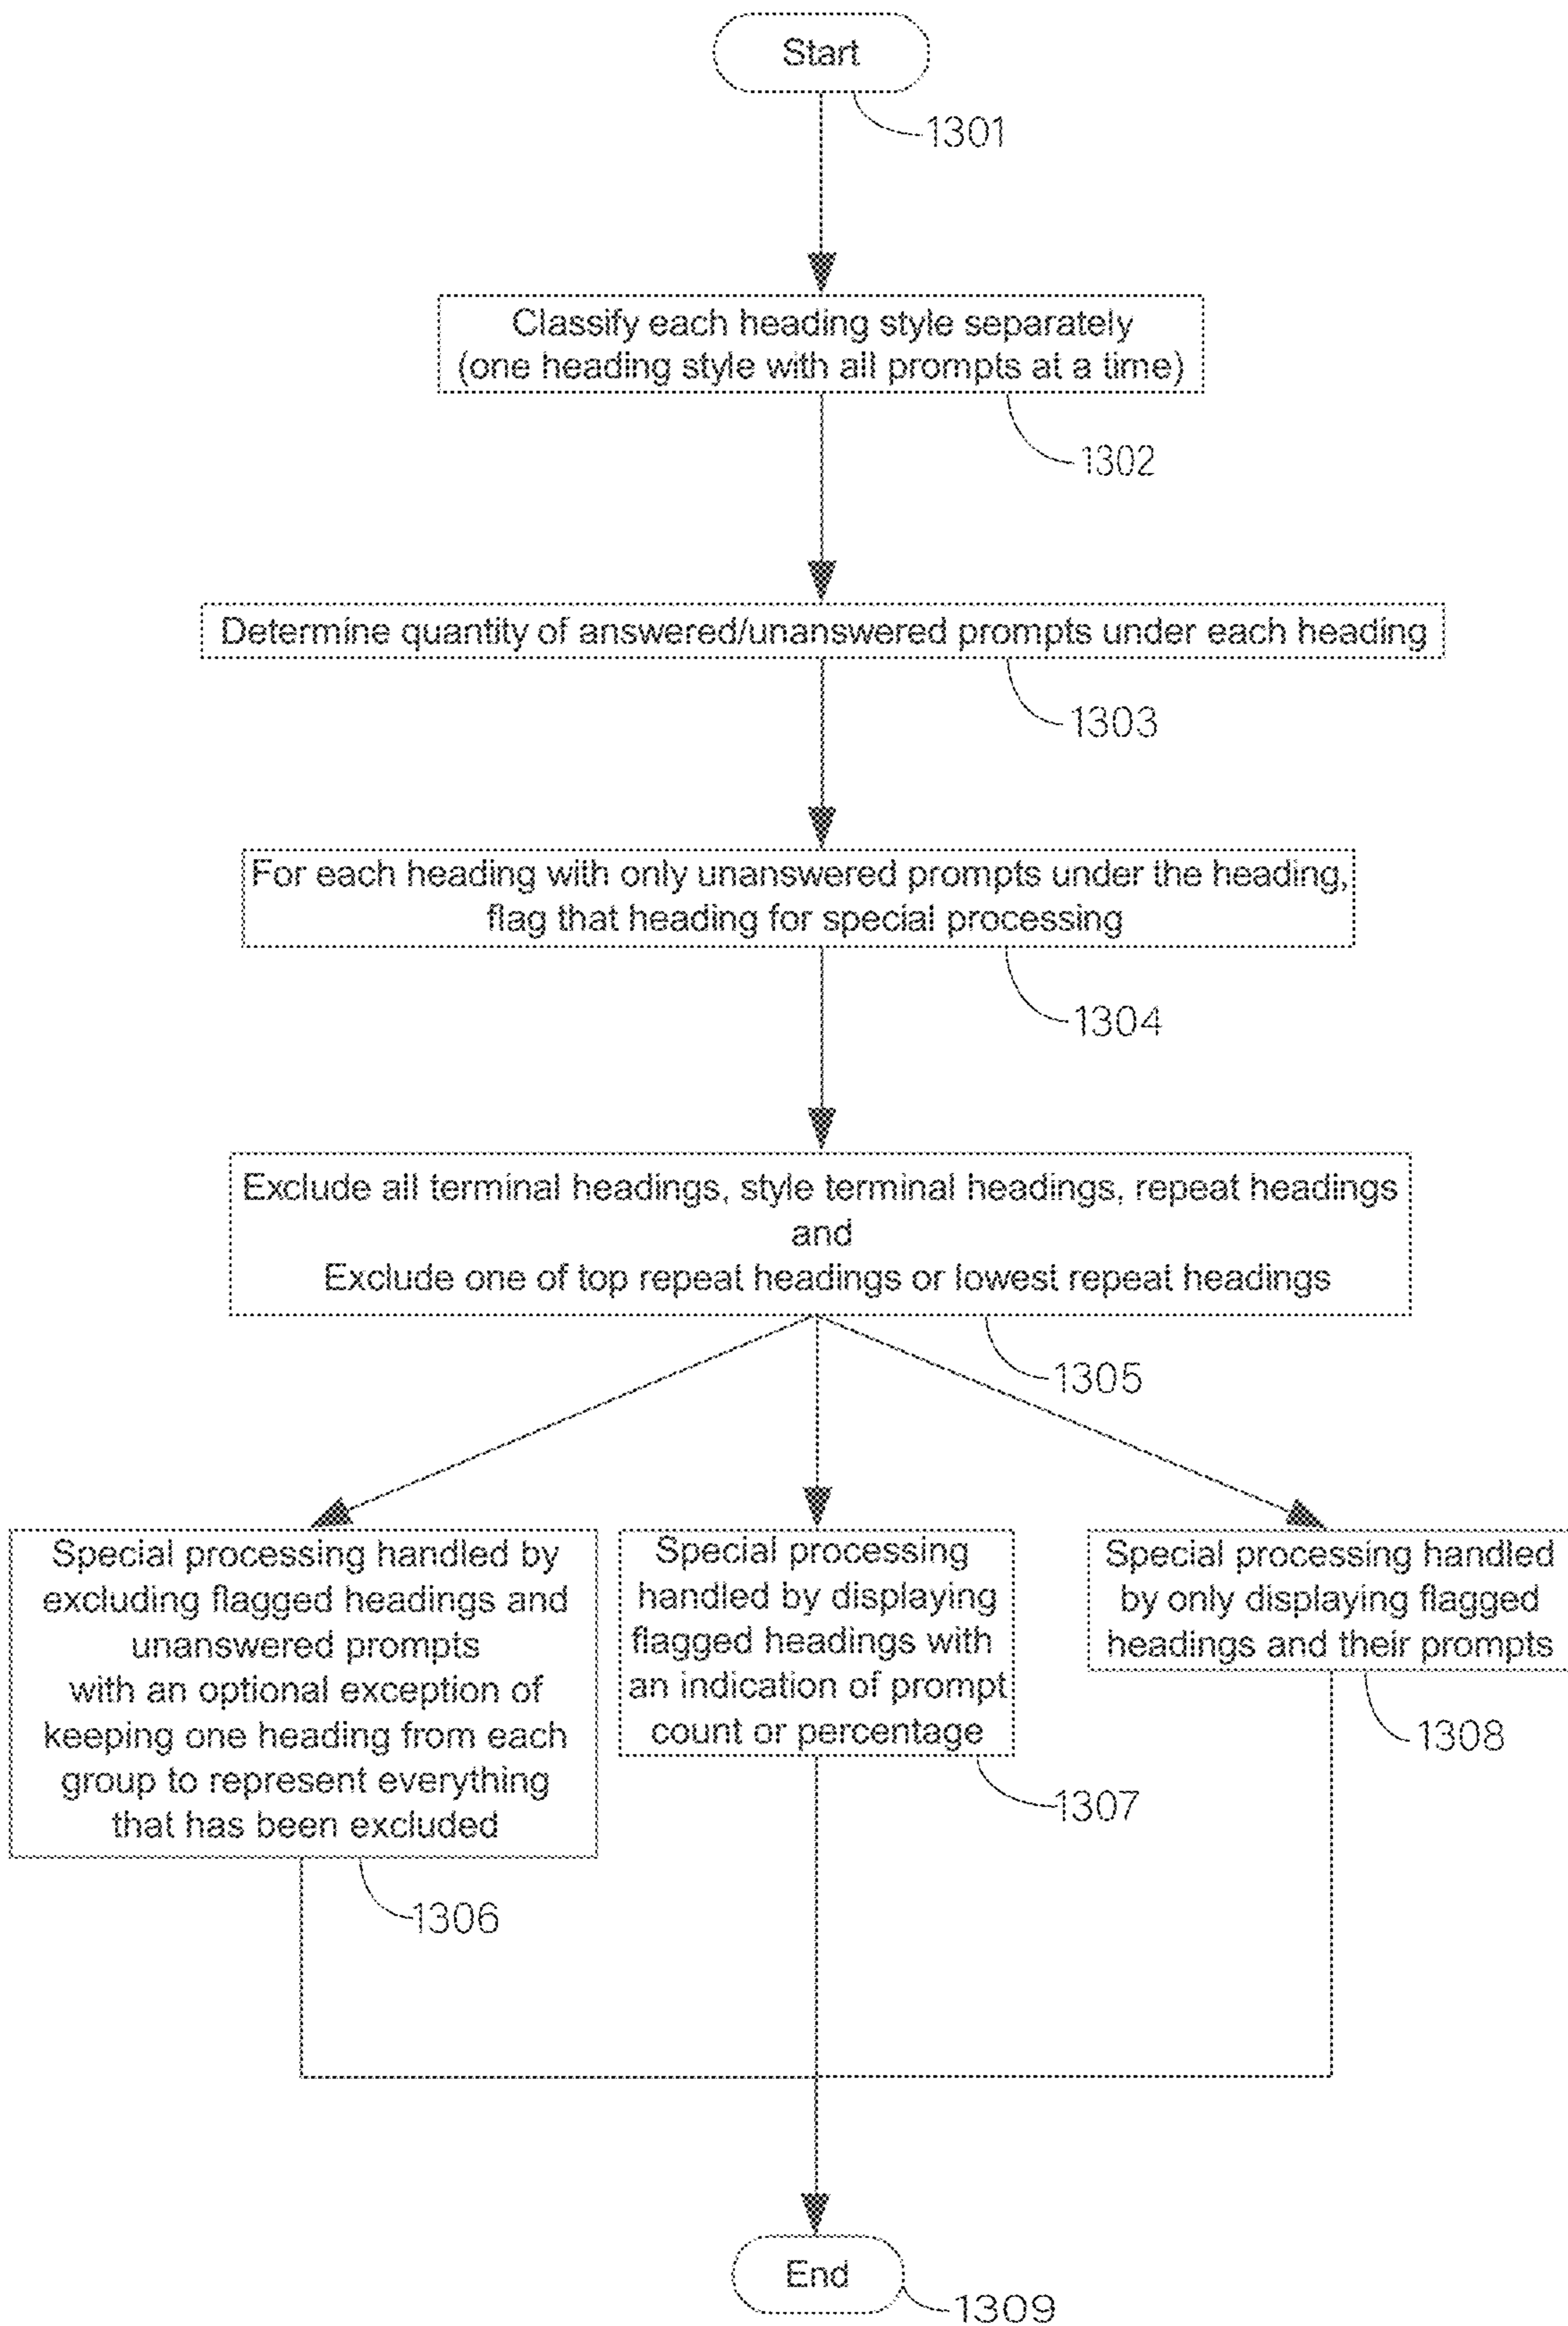 Start
1301
Classify each heading style separately
(one heading style with all prompts at a time)
1302
Determine quantity of answered/unanswered prompts under each heading
1303
For each heading with only unanswered prompts under the heading,
flag that heading for special processing
1304
Exclude all terminal headings, style terminal headings, repeat headings
and
Exclude one of top repeat headings or lowest repeat headings
1305
Special processing handled by
excluding flagged headings and
unanswered prompts
with an optional exception of
keeping one heading from each
group to represent everything
that has been excluded
1306
Special processing
handled by displaying
flagged headings with
an indication of prompt
count or percentage
1307
Special processing handled
by only displaying flagged
headings and their prompts
1308
End
1309